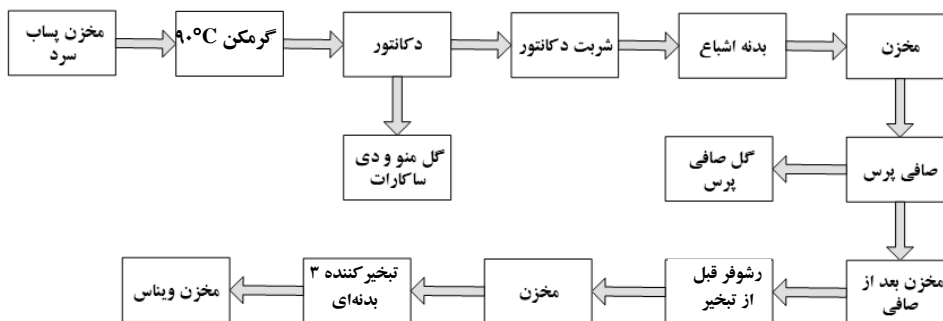 مخزن پساب
سرد
گرمکن ۹۰°C
دکانتور
شربت دکانتور
بدنه اشباع
مخزن
گل منو و دی
ساکارات
گل صافی
پرس
صافی پرس
مخزن بعد از
صافی
رشوفر قبل
از تبخیر
مخزن
تبخیرکننده ۳
بدنه‌ای
مخزن ویناس